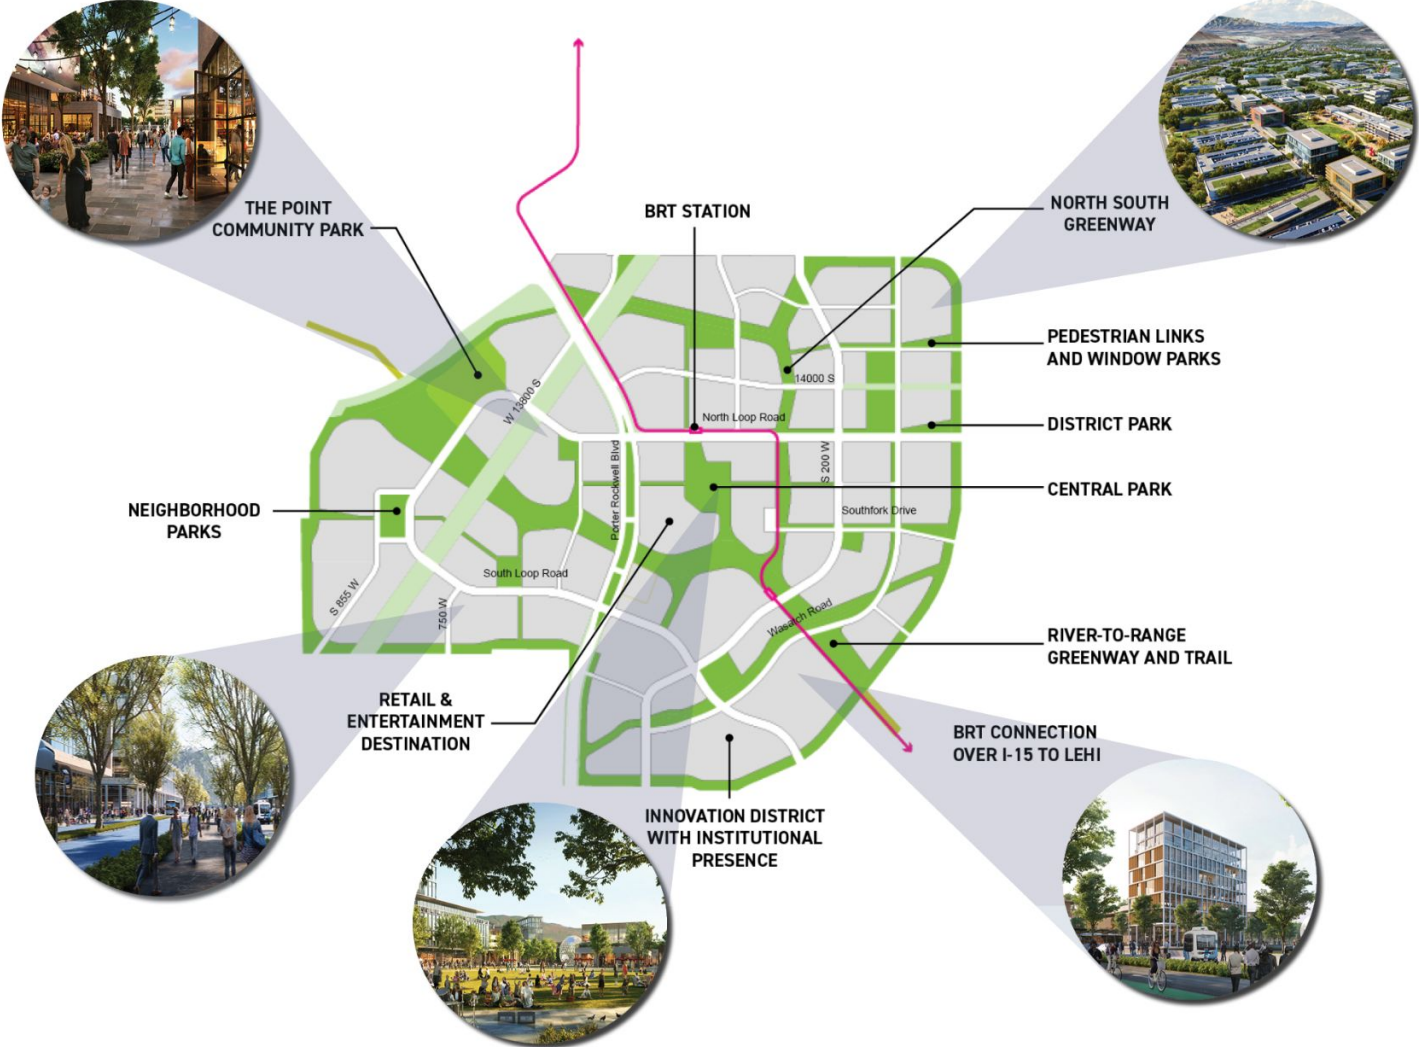 THE POINT
COMMUNITY PARK
BRT STATION
NORTH SOUTH
GREENWAY
PEDESTRIAN LINKS
AND WINDOW PARKS
14000 S
W 13800 S
North Loop Road
DISTRICT PARK
Porter Rockwell Blvd
S 200 W
CENTRAL PARK
NEIGHBORHOOD
PARKS
Southfork Drive
South Loop Road
S 855 W
750 W
Wasatch Road
RIVER-TO-RANGE
GREENWAY AND TRAIL
RETAIL &
ENTERTAINMENT
DESTINATION
BRT CONNECTION
OVER I-15 TO LEHI
INNOVATION DISTRICT
WITH INSTITUTIONAL
PRESENCE